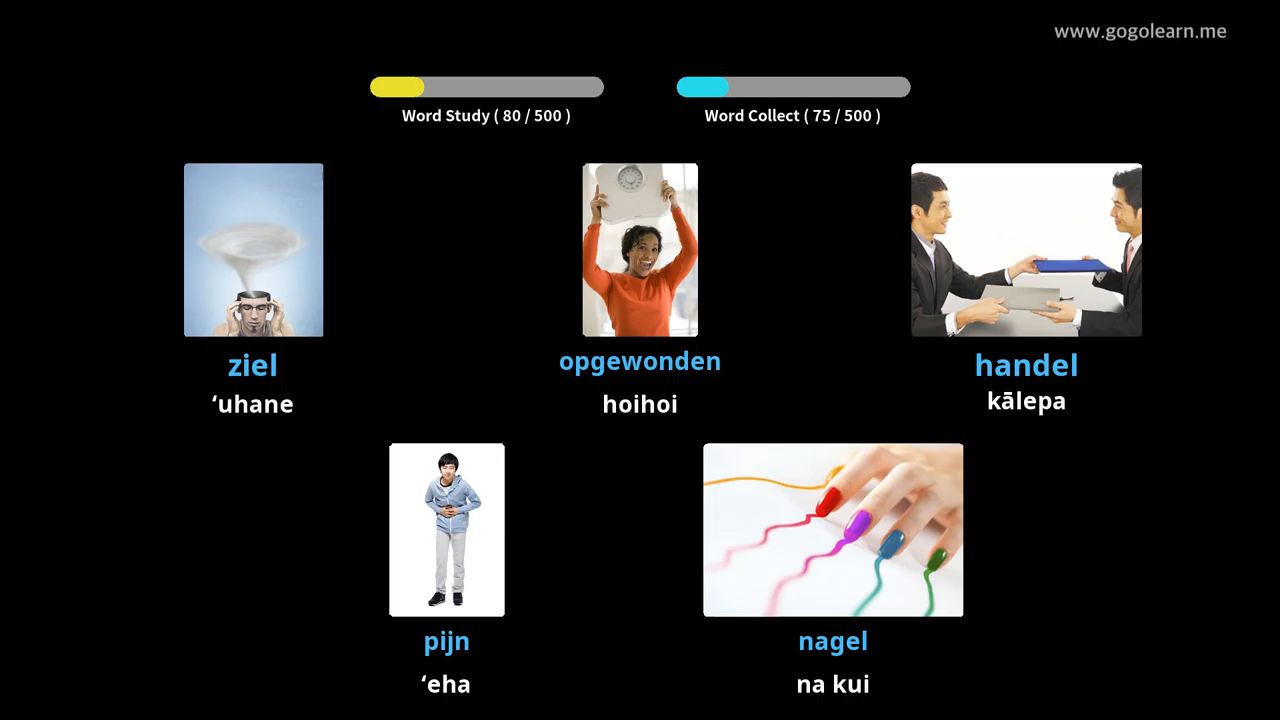 www.gogolearn.me
Word Study ( 80 / 500 )
Word Collect ( 75 / 500 )
ziel
ʻuhane
opgewonden
hoihoi
handel
kālepa
pijn
ʻeha
nagel
na kui